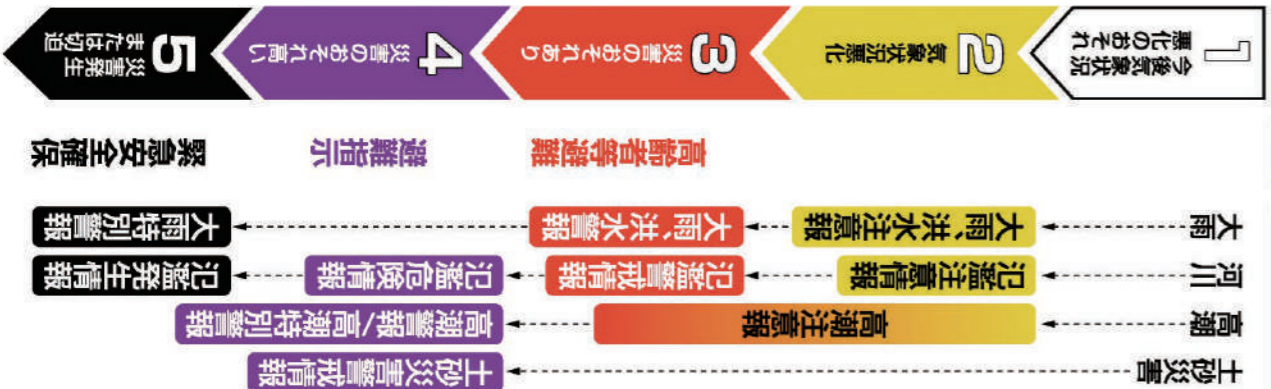 1 今後気象状況
悪化のおそれ
2 気象状況悪化
3 災害のおそれあり
4 災害のおそれ高い
5 災害発生
または切迫
高齢者等避難
避難指示
緊急安全確保
大雨
大雨、洪水注意報
大雨、洪水警報
大雨特別警報
河川
氾濫注意情報
氾濫警戒情報
氾濫危険情報
氾濫発生情報
高潮
高潮注意報
高潮警報/高潮特別警報
土砂災害
土砂災害警戒情報